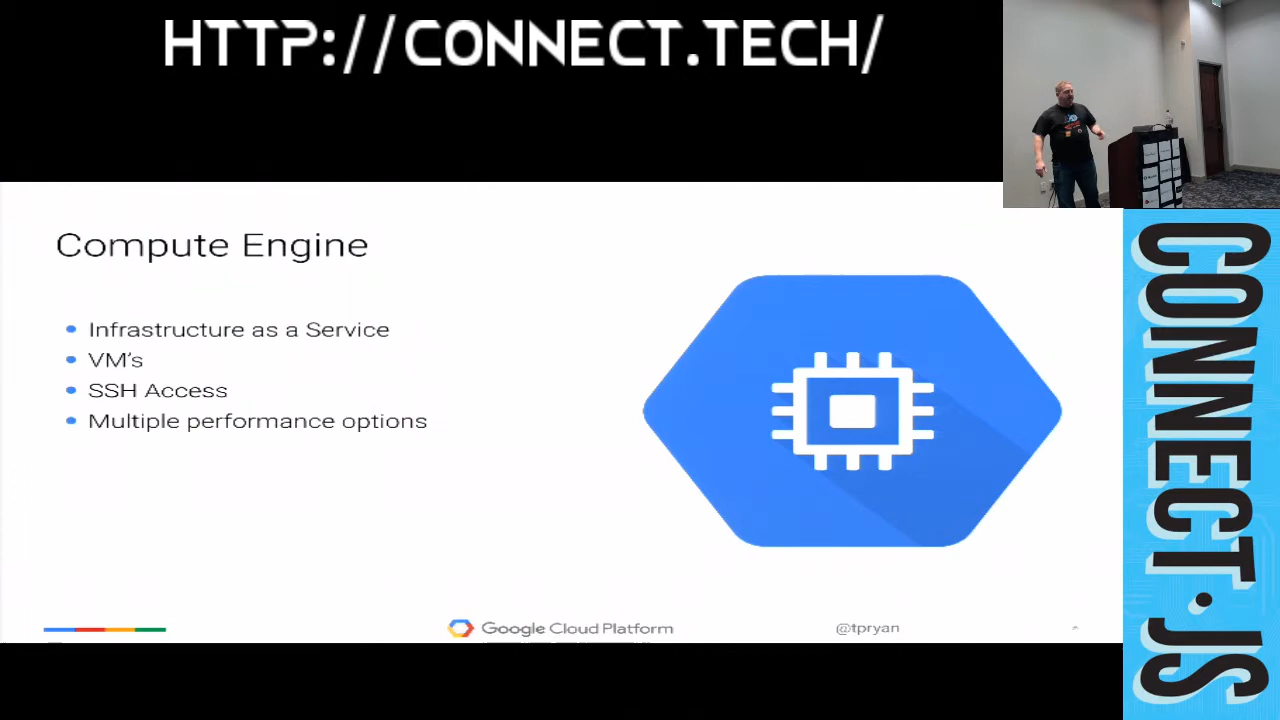 HTTP://CONNECT.TECH/
Compute Engine
Infrastructure as a Service
VM's
SSH Access
Multiple performance options
Google Cloud Platform
@tpryan
CONNECT.JS